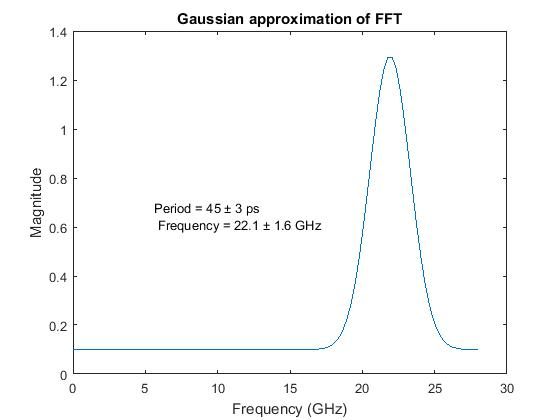 Gaussian approximation of FFT
1.4
1.2
1
0.8
0.6
0.4
0.2
0
Magnitude
Period = 45 ± 3 ps
Frequency = 22.1 ± 1.6 GHz
0 5 10 15 20 25 30
Frequency (GHz)